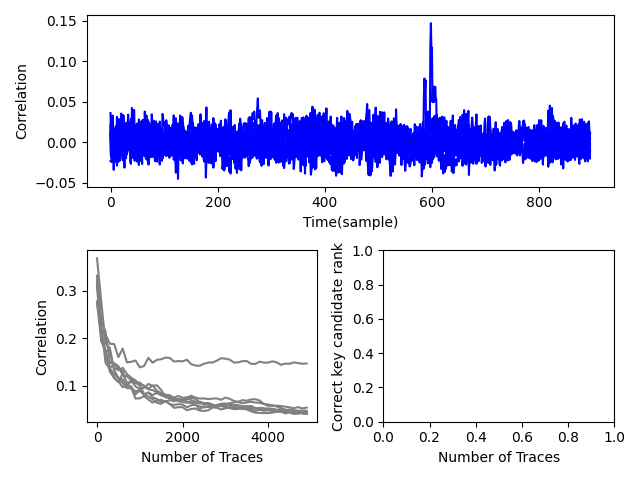 0.15
0.10
0.05
0.00
−0.05
Correlation
0 200 400 600 800
Time(sample)
0.3
0.2
0.1
Correlation
0 2000 4000
Number of Traces
1.0
0.8
0.6
0.4
0.2
0.0
Correct key candidate rank
0.0 0.2 0.4 0.6 0.8 1.0
Number of Traces